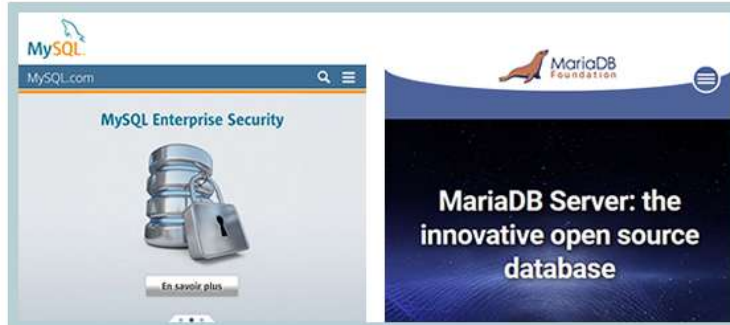 MySQL
MySQL.com
MySQL Enterprise Security
En savoir plus
MariaDB
Foundation
MariaDB Server: the
innovative open source
database